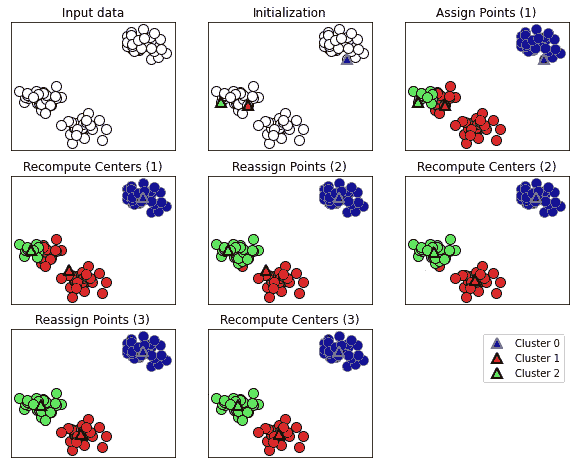 Input data
Initialization
Assign Points (1)
Recompute Centers (1)
Reassign Points (2)
Recompute Centers (2)
Reassign Points (3)
Recompute Centers (3)
Cluster 0
Cluster 1
Cluster 2